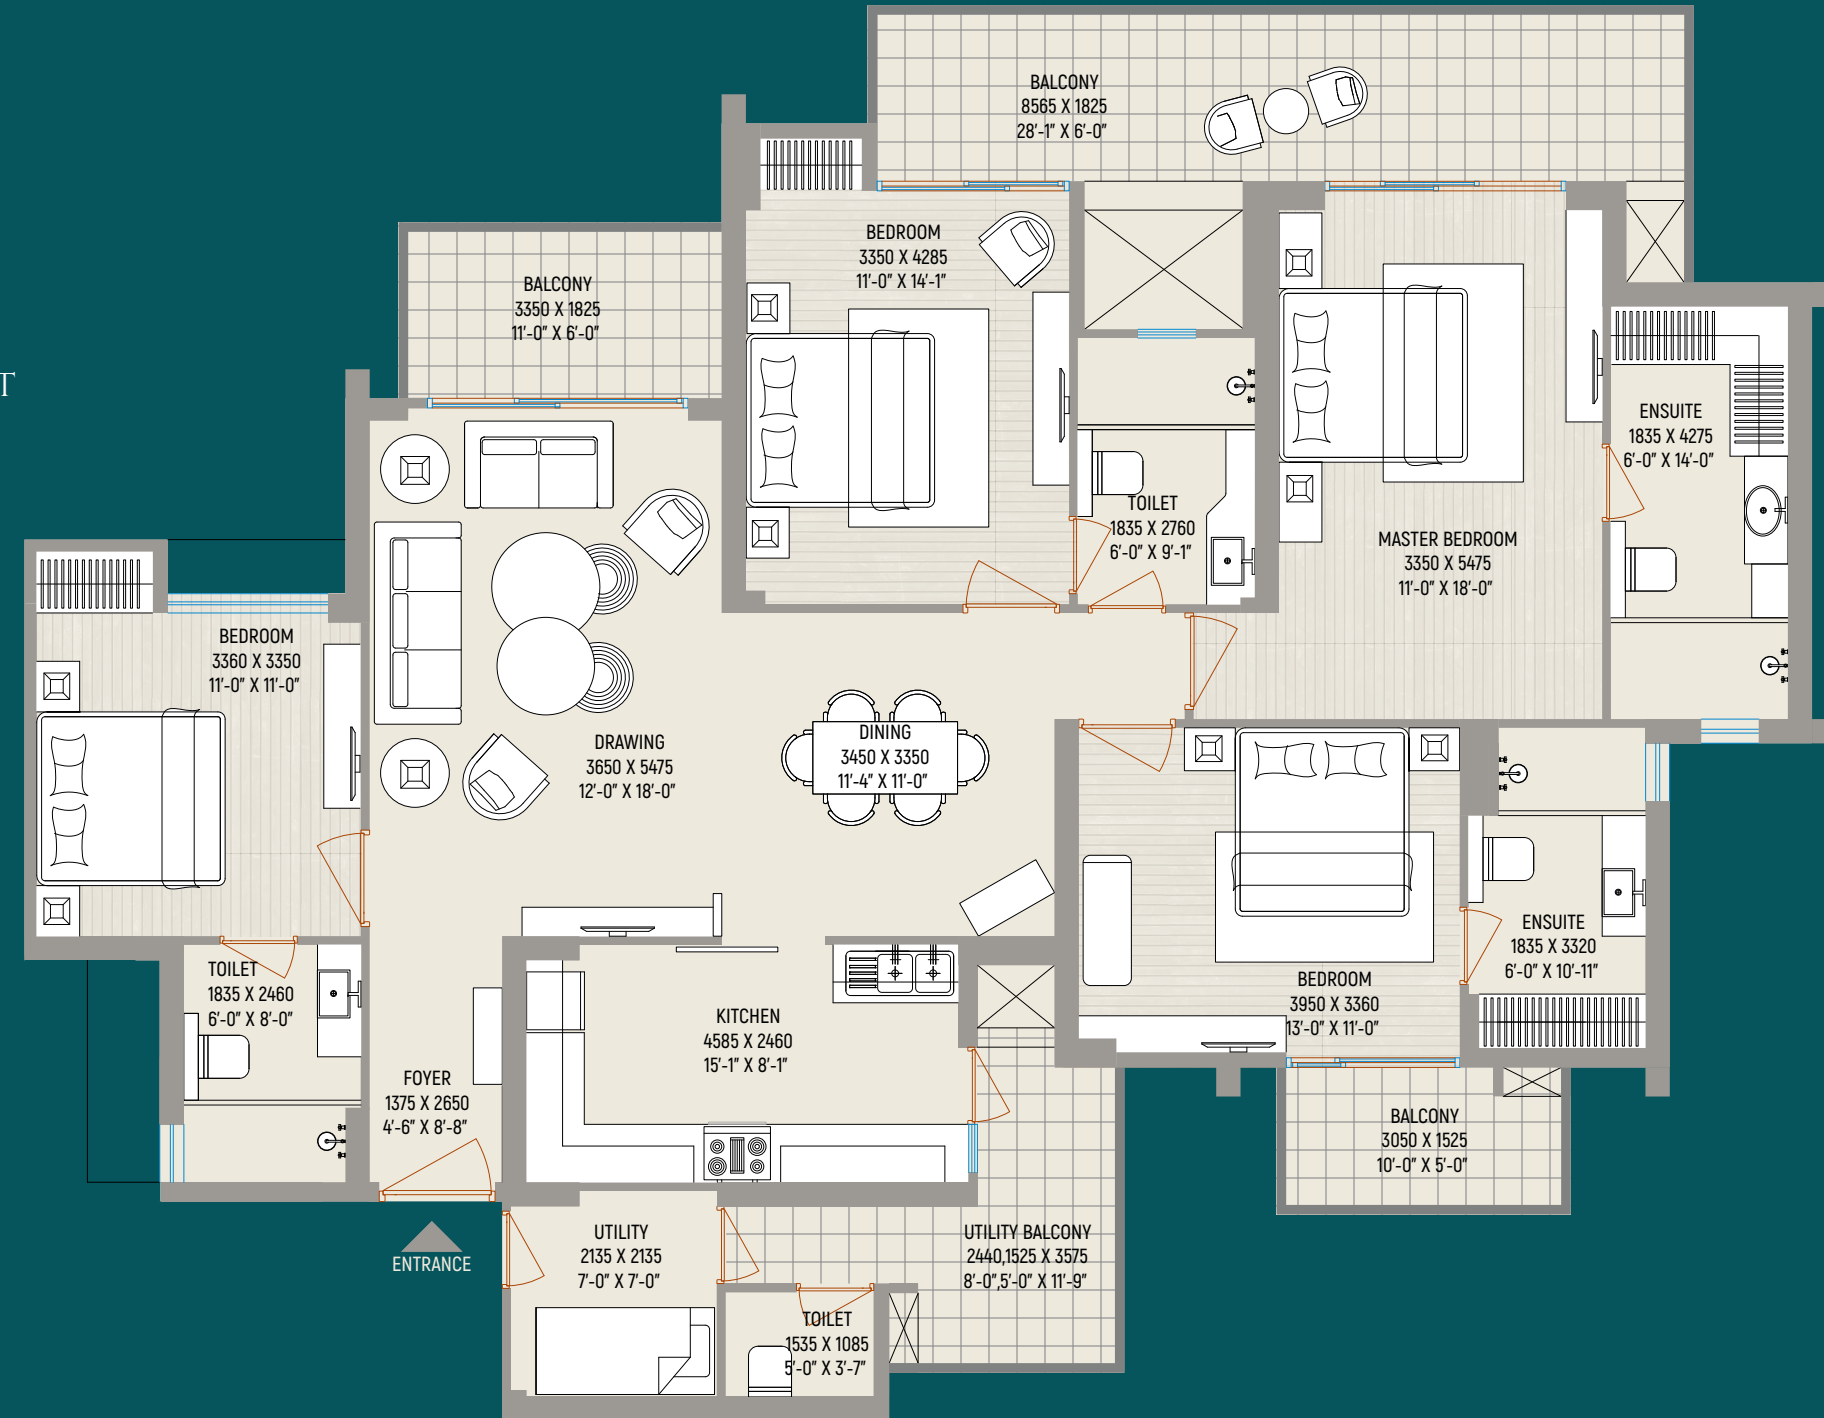 BALCONY
8565 X 1825
28'-1" X 6'-0"
BEDROOM
3350 X 4285
11'-0" X 14'-1"
BALCONY
3350 X 1825
11'-0" X 6'-0"
T
ENSUITE
1835 X 4275
6'-0" X 14'-0"
TOILET
1835 X 2760
6'-0" X 9'-1"
MASTER BEDROOM
3350 X 5475
11'-0" X 18'-0"
BEDROOM
3360 X 3350
11'-0" X 11'-0"
DRAWING
3650 X 5475
12'-0" X 18'-0"
DINING
3450 X 3350
11'-4" X 11'-0"
ENSUITE
1835 X 3320
6'-0" X 10'-11"
TOILET
1835 X 2460
6'-0" X 8'-0"
BEDROOM
3950 X 3360
13'-0" X 11'-0"
KITCHEN
4585 X 2460
15'-1" X 8'-1"
FOYER
1375 X 2650
4'-6" X 8'-8"
BALCONY
3050 X 1525
10'-0" X 5'-0"
ENTRANCE
UTILITY
2135 X 2135
7'-0" X 7'-0"
UTILITY BALCONY
2440,1525 X 3575
8'-0",5'-0" X 11'-9"
TOILET
1535 X 1085
5'-0" X 3'-7"